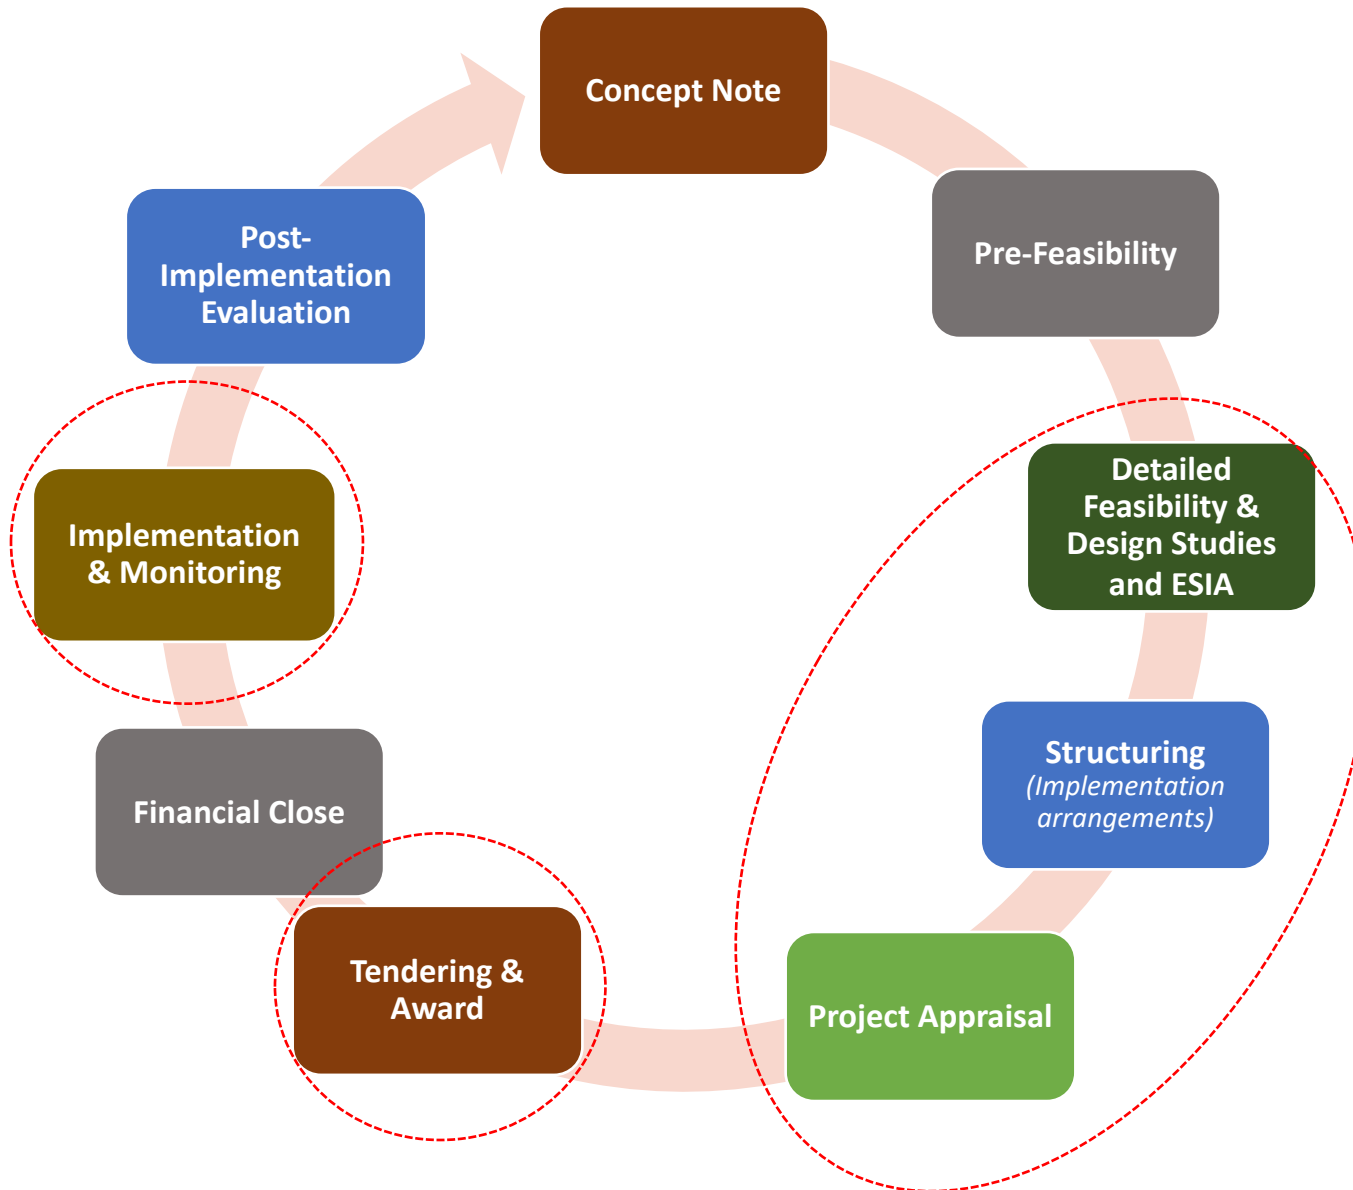 Concept Note
Pre-Feasibility
Detailed
Feasibility &
Design Studies
and ESIA
Structuring
(Implementation
arrangements)
Project Appraisal
Tendering &
Award
Financial Close
Implementation
& Monitoring
Post-
Implementation
Evaluation